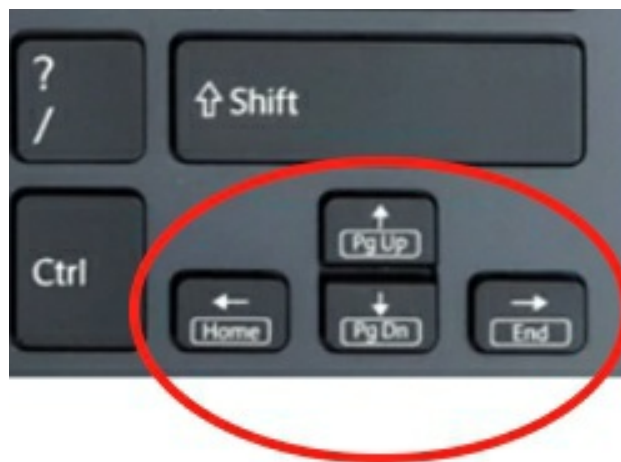 ?
/
⇧ Shift
Ctrl
↑
Pg Up
←
Home
↓
Pg Dn
→
End